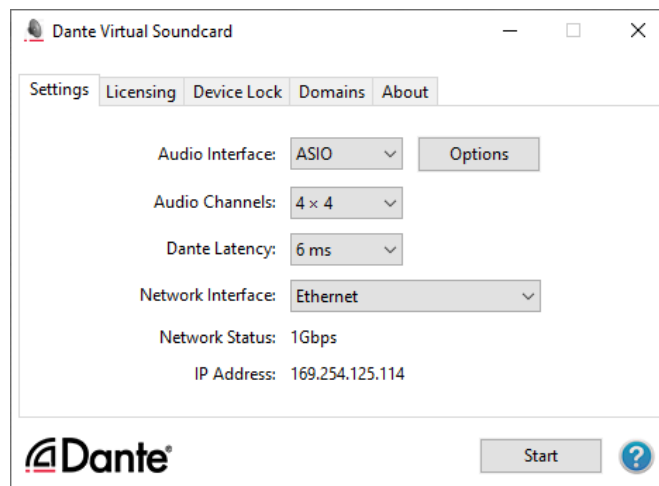 Dante Virtual Soundcard
Settings Licensing Device Lock Domains About
Audio Interface: ASIO Options
Audio Channels: 4 × 4
Dante Latency: 6 ms
Network Interface: Ethernet
Network Status: 1Gbps
IP Address: 169.254.125.114
Dante® Start ?